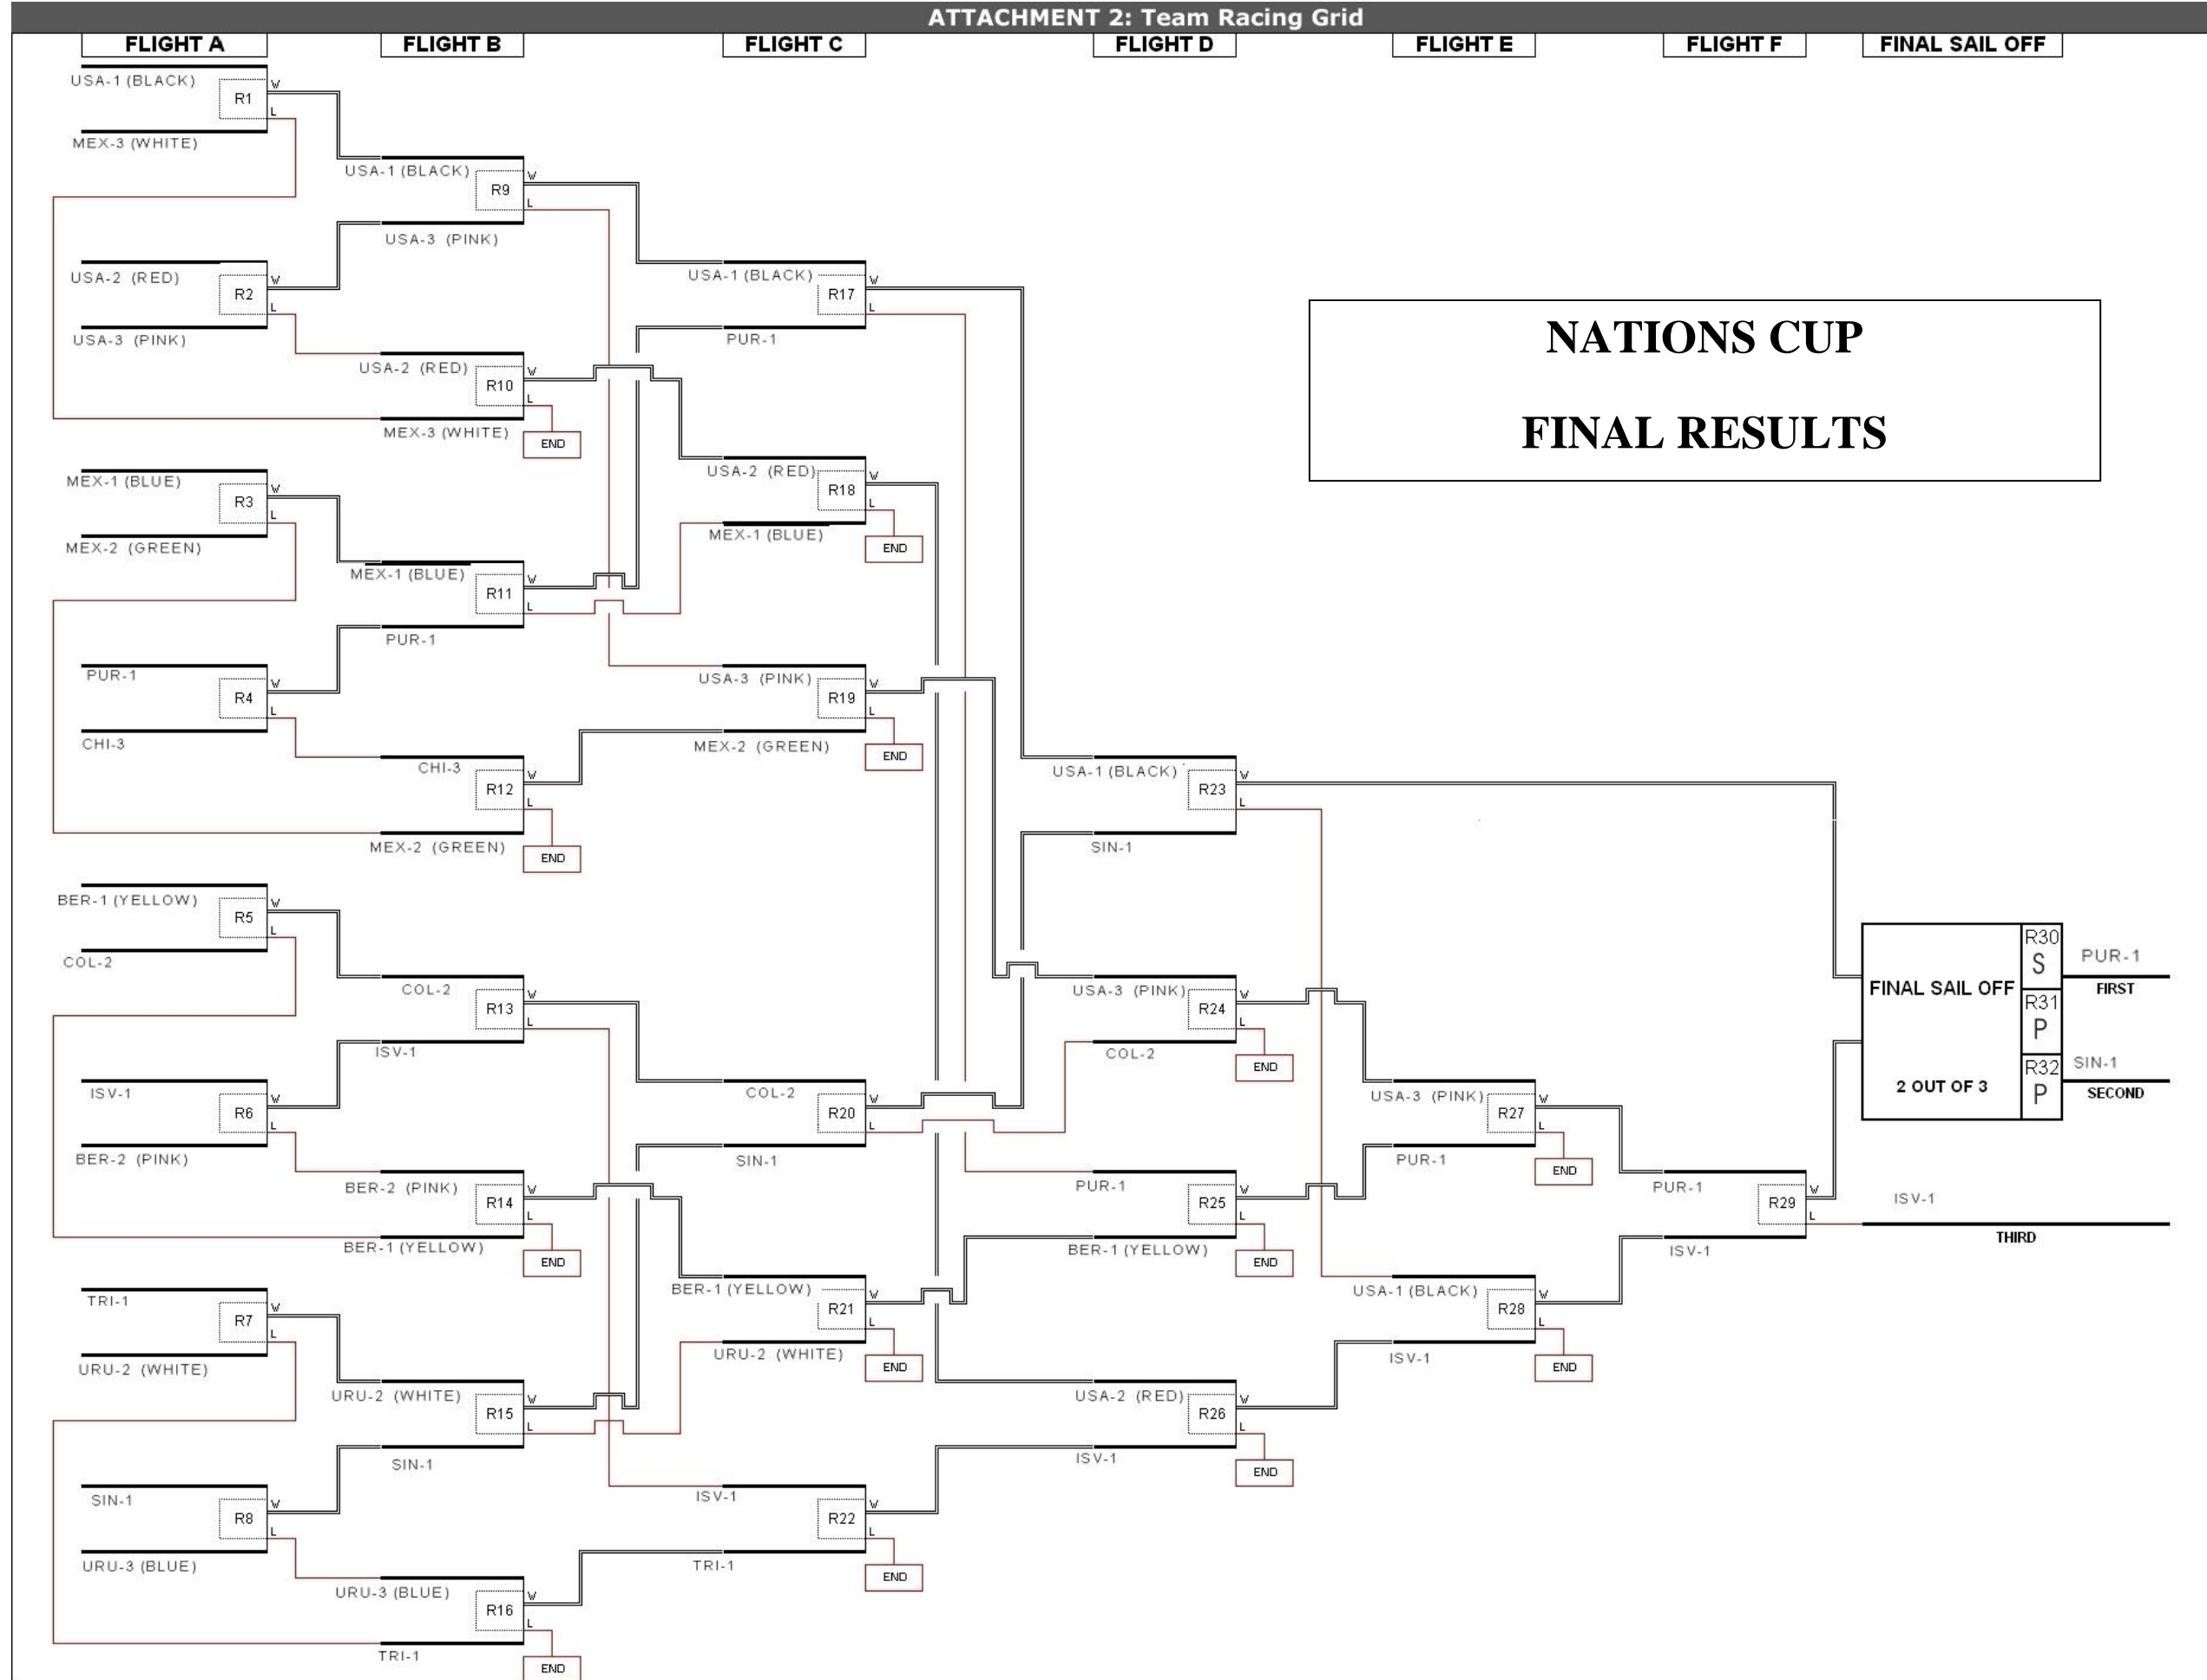 ATTACHMENT 2: Team Racing Grid
FLIGHT A
FLIGHT B
FLIGHT C
FLIGHT D
FLIGHT E
FLIGHT F
FINAL SAIL OFF
USA-1 (BLACK)
R1
W
L
MEX-3 (WHITE)
USA-2 (RED)
R2
W
L
USA-3 (PINK)
MEX-1 (BLUE)
R3
W
L
MEX-2 (GREEN)
PUR-1
R4
W
L
CHI-3
BER-1 (YELLOW)
R5
W
L
COL-2
ISV-1
R6
W
L
BER-2 (PINK)
TRI-1
R7
W
L
URU-2 (WHITE)
SIN-1
R8
W
L
URU-3 (BLUE)
USA-1 (BLACK)
R9
W
L
USA-3 (PINK)
USA-2 (RED)
R10
W
L
MEX-3 (WHITE)
END
MEX-1 (BLUE)
R11
W
L
PUR-1
CHI-3
R12
W
L
MEX-2 (GREEN)
END
COL-2
R13
W
L
ISV-1
BER-2 (PINK)
R14
W
L
BER-1 (YELLOW)
END
URU-2 (WHITE)
R15
W
L
SIN-1
URU-3 (BLUE)
R16
W
L
TRI-1
END
USA-1 (BLACK)
R17
W
L
PUR-1
USA-2 (RED)
R18
W
L
MEX-1 (BLUE)
END
USA-3 (PINK)
R19
W
L
MEX-2 (GREEN)
END
COL-2
R20
W
L
SIN-1
BER-1 (YELLOW)
R21
W
L
URU-2 (WHITE)
END
ISV-1
R22
W
L
TRI-1
END
NATIONS CUP
FINAL RESULTS
USA-1 (BLACK)
R23
W
L
SIN-1
USA-3 (PINK)
R24
W
L
COL-2
END
PUR-1
R25
W
L
BER-1 (YELLOW)
END
USA-2 (RED)
R26
W
L
ISV-1
END
USA-3 (PINK)
R27
W
L
PUR-1
END
USA-1 (BLACK)
R28
W
L
ISV-1
END
PUR-1
R29
W
L
ISV-1
FINAL SAIL OFF
2 OUT OF 3
R30
S
R31
P
R32
P
PUR-1
FIRST
SIN-1
SECOND
ISV-1
THIRD